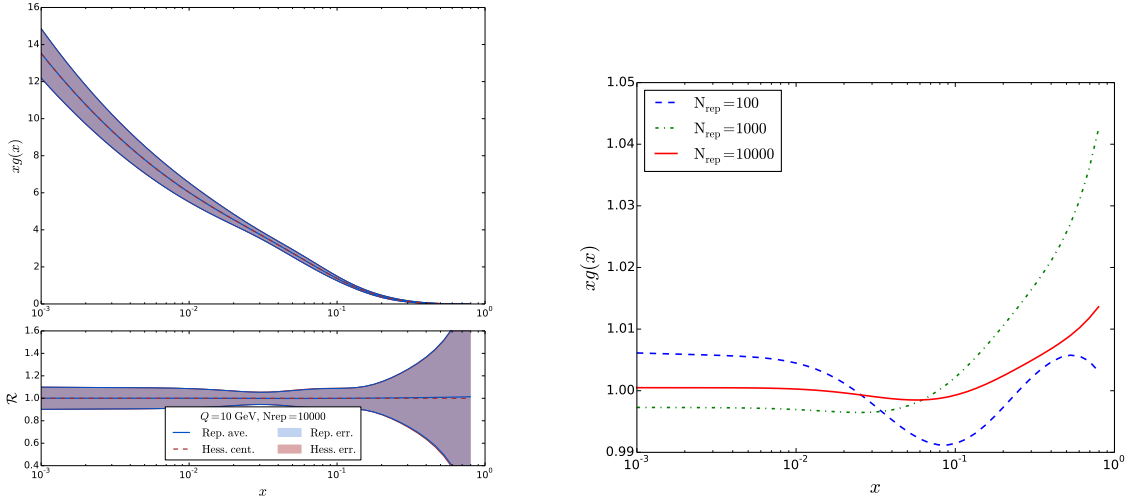 16
14
12
10
8
6
4
2
0
xg(x)
10⁻³ 10⁻² 10⁻¹ 10⁰
1.6
1.4
1.2
1.0
0.8
0.6
0.4
ℛ
Q=10 GeV, Nrep=10000
Rep. ave. Rep. err.
Hess. cent. Hess. err.
10⁻³ 10⁻² 10⁻¹ 10⁰
x
1.05
1.04
1.03
1.02
1.01
1.00
0.99
xg(x)
N_rep=100
N_rep=1000
N_rep=10000
10⁻³ 10⁻² 10⁻¹ 10⁰
x